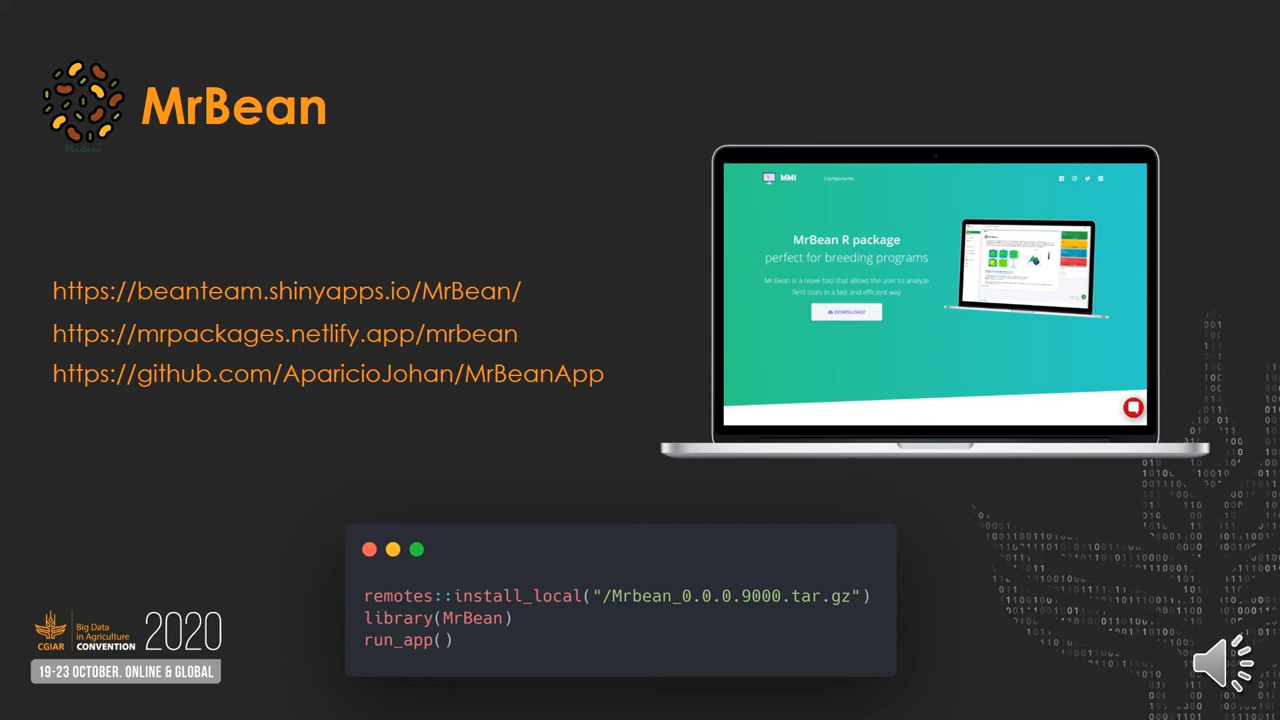 MrBean
MrBean
https://beanteam.shinyapps.io/MrBean/
https://mrpackages.netlify.app/mrbean
https://github.com/AparicioJohan/MrBeanApp
MMI
Components
MrBean R package
perfect for breeding programs
Mr Bean is a novel tool that allows the user to analyze
field trials in a fast and efficient way
DOWNLOAD!
remotes::install_local("/Mrbean_0.0.0.9000.tar.gz")
library(MrBean)
run_app()
CGIAR
Big Data
in Agriculture
CONVENTION
2020
19-23 OCTOBER. ONLINE & GLOBAL